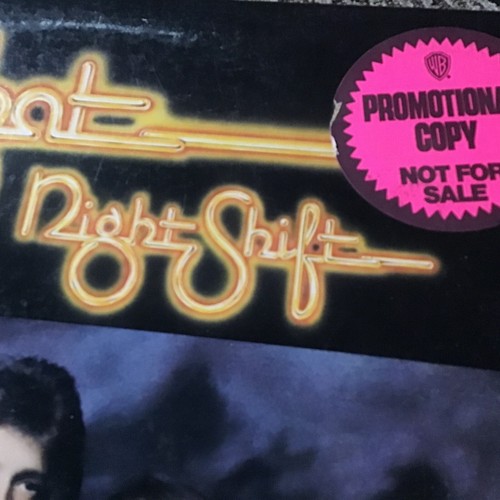 Night Shift
WB
PROMOTIONA
COPY
NOT FOR
SALE